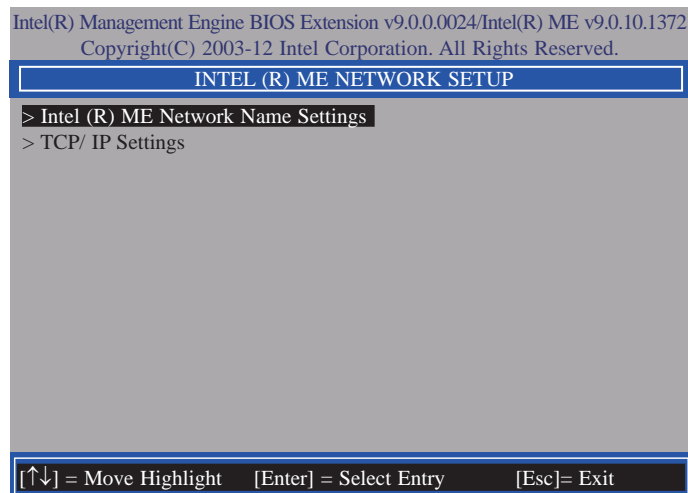 Intel(R) Management Engine BIOS Extension v9.0.0.0024/Intel(R) ME v9.0.10.1372
Copyright(C) 2003-12 Intel Corporation. All Rights Reserved.
INTEL (R) ME NETWORK SETUP
> Intel (R) ME Network Name Settings
> TCP/ IP Settings
[↑↓] = Move Highlight [Enter] = Select Entry [Esc]= Exit